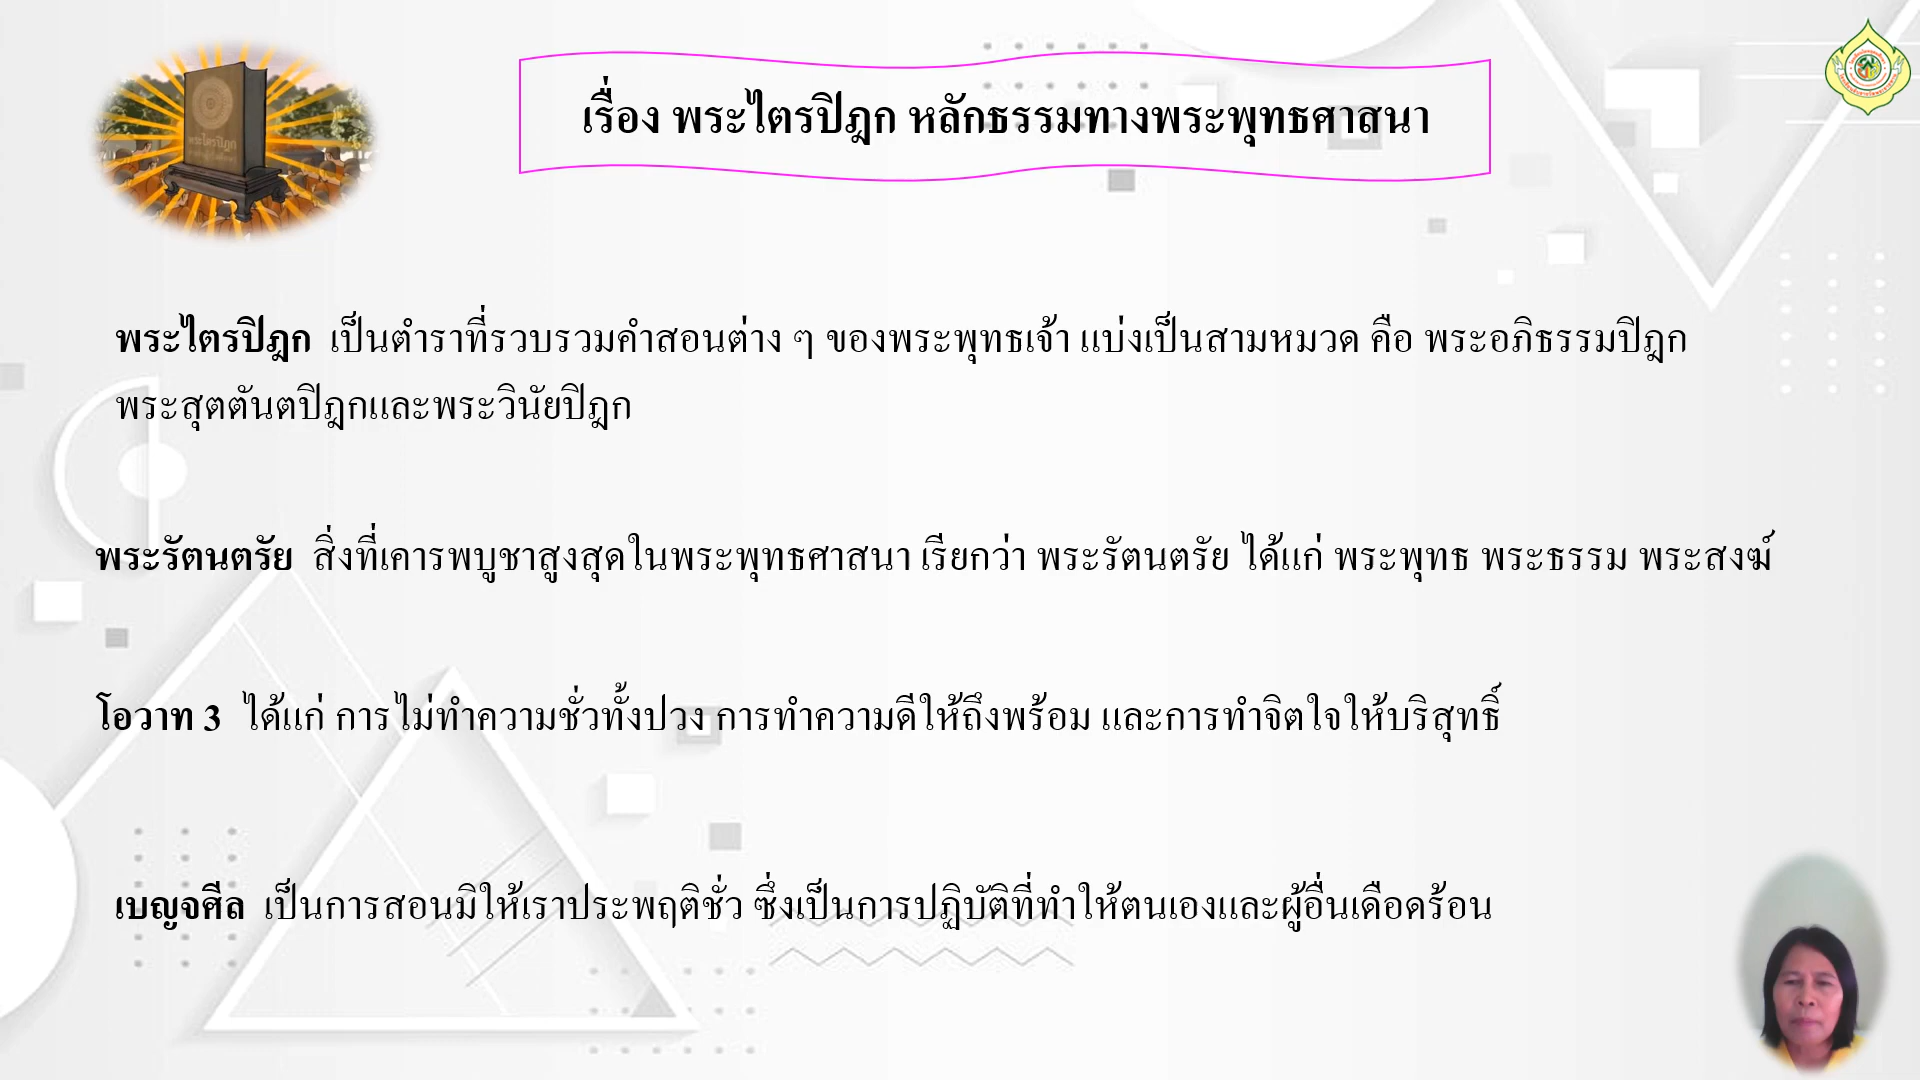 เรื่อง พระไตรปิฎก หลักธรรมทางพระพุทธศาสนา
พระไตรปิฎก
พระไตรปิฎก เป็นตำราที่รวบรวมคำสอนต่าง ๆ ของพระพุทธเจ้า แบ่งเป็นสามหมวด คือ พระอภิธรรมปิฎก
พระสุตตันตปิฎกและพระวินัยปิฎก
พระรัตนตรัย สิ่งที่เคารพบูชาสูงสุดในพระพุทธศาสนา เรียกว่า พระรัตนตรัย ได้แก่ พระพุทธ พระธรรม พระสงฆ์
โอวาท 3 ได้แก่ การไม่ทำความชั่วทั้งปวง การทำความดีให้ถึงพร้อม และการทำจิตใจให้บริสุทธิ์
เบญจศีล เป็นการสอนมิให้เราประพฤติชั่ว ซึ่งเป็นการปฏิบัติที่ทำให้ตนเองและผู้อื่นเดือดร้อน